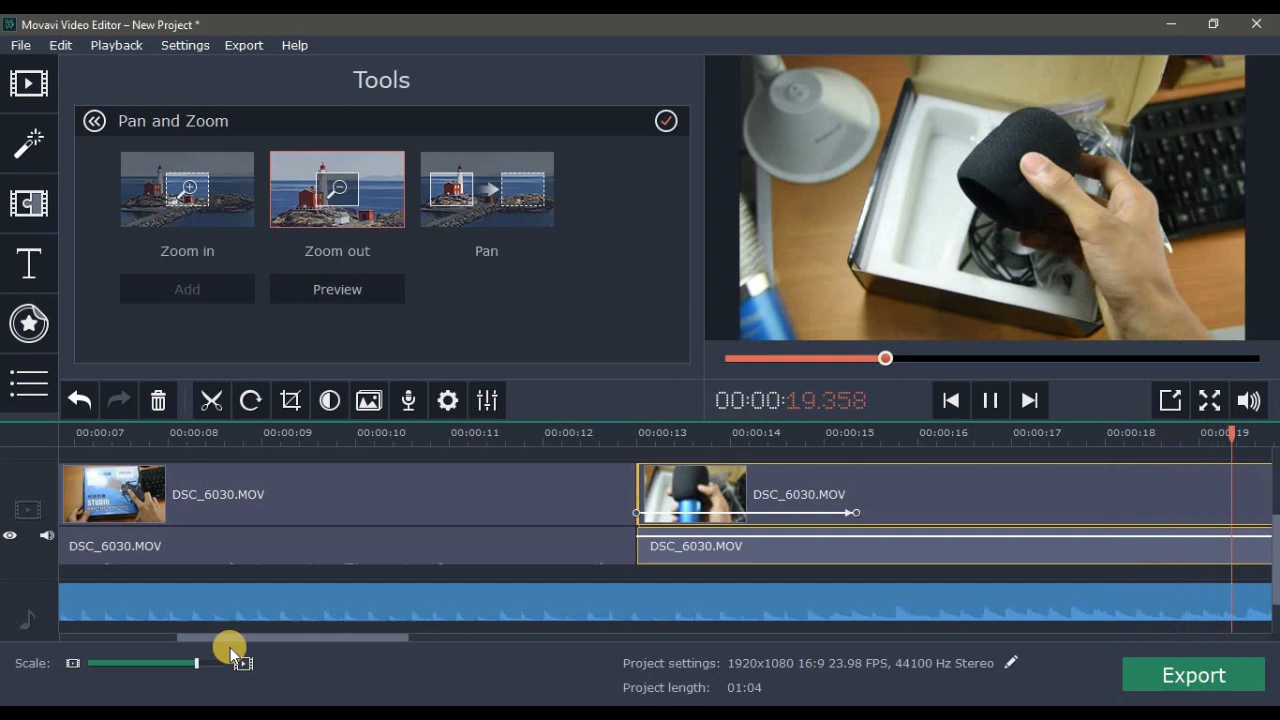 Movavi Video Editor – New Project *
File Edit Playback Settings Export Help
Tools
Pan and Zoom
Zoom in Zoom out Pan
Add Preview
00:00:19.358
00:00:07 00:00:08 00:00:09 00:00:10 00:00:11 00:00:12 00:00:13 00:00:14 00:00:15 00:00:16 00:00:17 00:00:18 00:00:19
DSC_6030.MOV DSC_6030.MOV
STUDIO
DSC_6030.MOV DSC_6030.MOV
Scale:
Project settings: 1920x1080 16:9 23.98 FPS, 44100 Hz Stereo
Project length: 01:04
Export